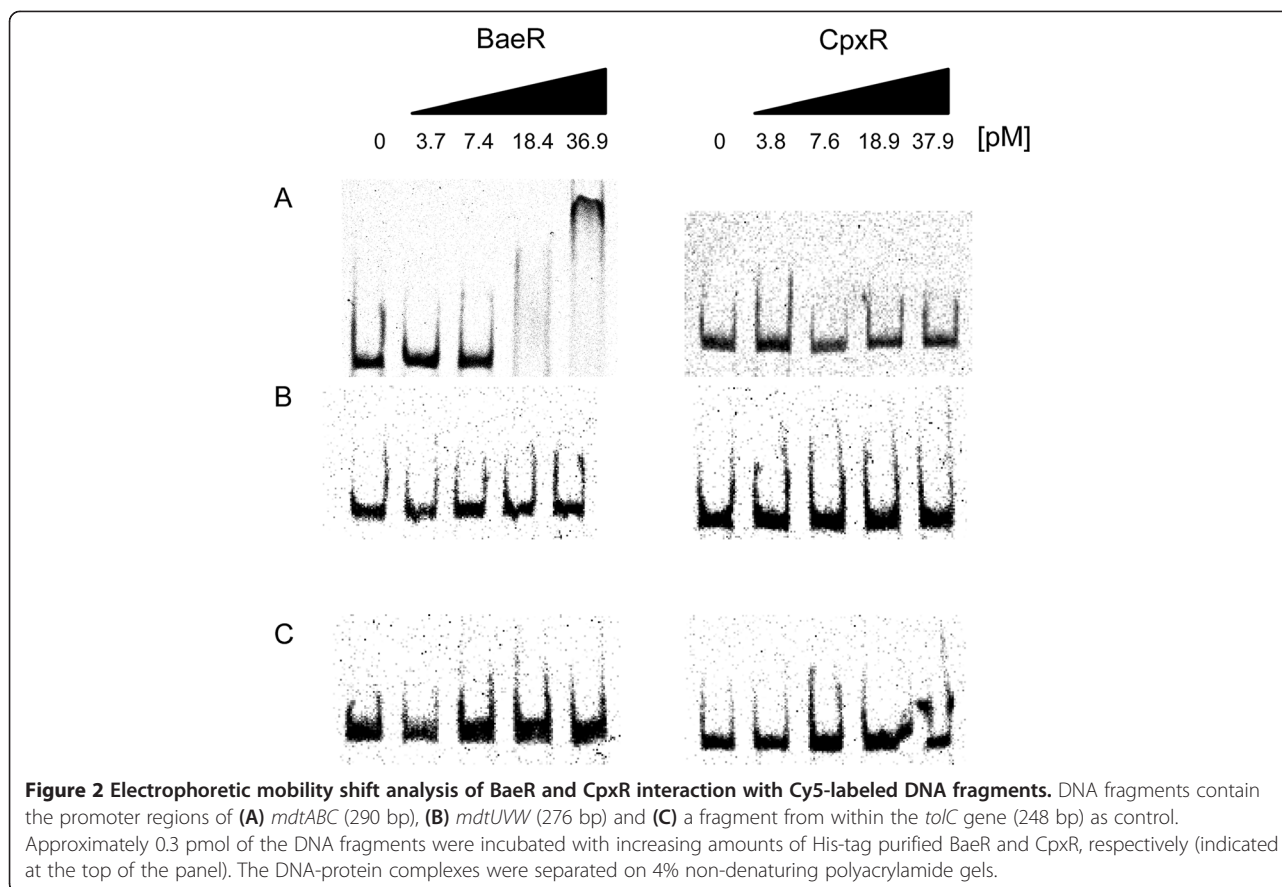 BaeR CpxR
0 3.7 7.4 18.4 36.9 0 3.8 7.6 18.9 37.9 [pM]
A
B
C
Figure 2 Electrophoretic mobility shift analysis of BaeR and CpxR interaction with Cy5-labeled DNA fragments. DNA fragments contain
the promoter regions of (A) mdtABC (290 bp), (B) mdtUVW (276 bp) and (C) a fragment from within the tolC gene (248 bp) as control.
Approximately 0.3 pmol of the DNA fragments were incubated with increasing amounts of His-tag purified BaeR and CpxR, respectively (indicated
at the top of the panel). The DNA-protein complexes were separated on 4% non-denaturing polyacrylamide gels.